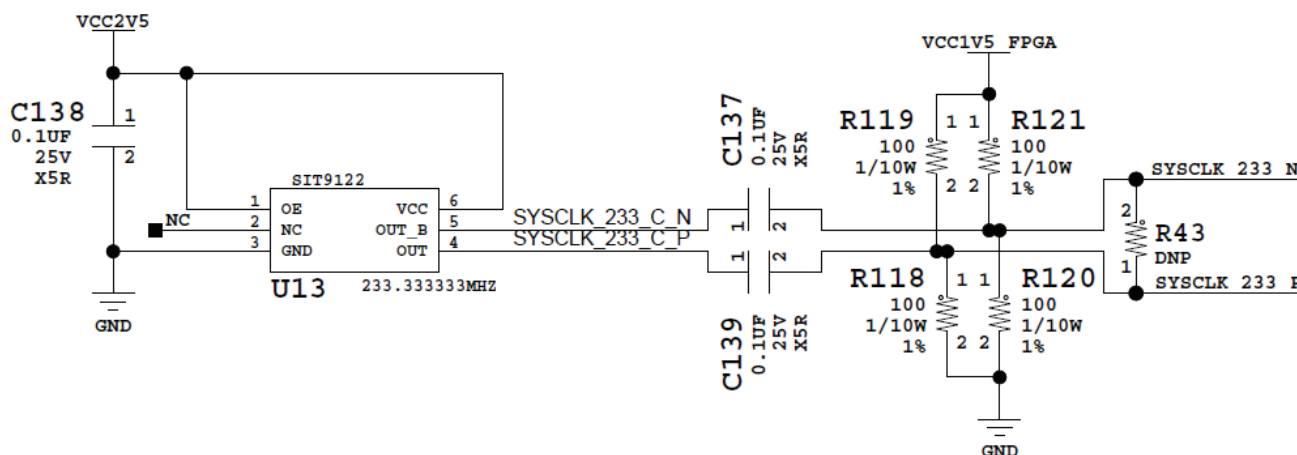 VCC2V5
C138
1
0.1UF
25V
2
X5R
SIT9122
1 OE VCC 6
NC 2 NC OUT_B 5
3 GND OUT 4
U13 233.333333MHZ
GND
SYSCLK_233_C_N
SYSCLK_233_C_P
C137
0.1UF
25V
X5R
1 2
1 2
C139
0.1UF
25V
X5R
VCC1V5_FPGA
R119 1 1 R121
100 100
1/10W 1/10W
1% 2 2 1%
R118 1 1 R120
100 100
1/10W 1/10W
1% 2 2 1%
GND
SYSCLK_233_N
2
R43
DNP
1
SYSCLK_233_P